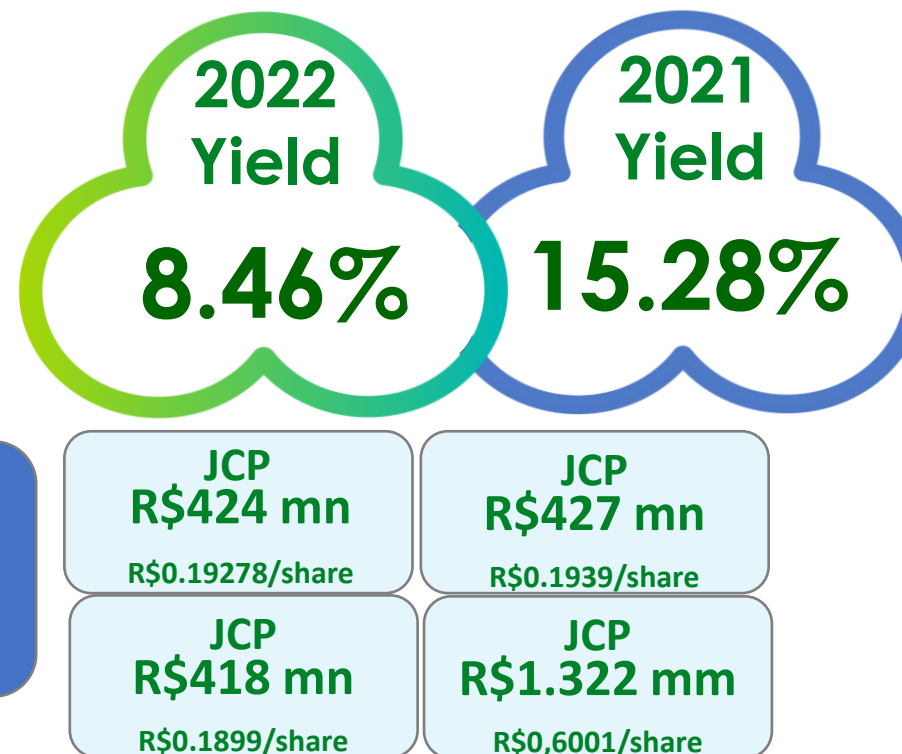 2022
Yield
8.46%
2021
Yield
15.28%
JCP
R$424 mn
R$0.19278/share
JCP
R$427 mn
R$0.1939/share
JCP
R$418 mn
R$0.1899/share
JCP
R$1.322 mm
R$0,6001/share